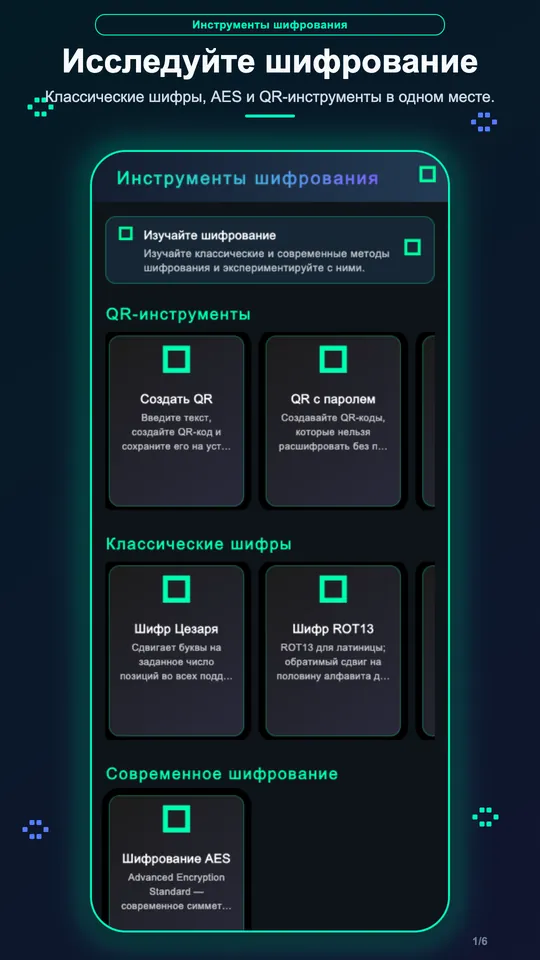 Инструменты шифрования
Исследуйте шифрование
Классические шифры, AES и QR-инструменты в одном месте.
Инструменты шифрования
Изучайте шифрование
Изучайте классические и современные методы
шифрования и экспериментируйте с ними.
QR-инструменты
Создать QR
Введите текст,
создайте QR-код и
сохраните его на уст...
QR с паролем
Создавайте QR-коды,
которые нельзя
расшифровать без п...
Классические шифры
Шифр Цезаря
Сдвигает буквы на
заданное число
позиций во всех подд...
Шифр ROT13
ROT13 для латиницы;
обратимый сдвиг на
половину алфавита д...
Современное шифрование
Шифрование AES
Advanced Encryption
Standard —
современное симмет...
1/6